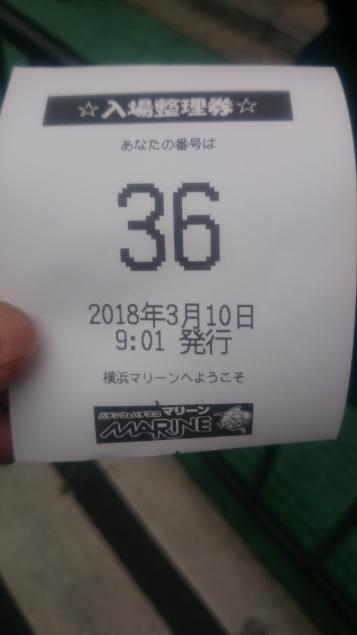 ☆入場整理券☆
あなたの番号は
36
2018年3月10日
9:01 発行
横浜マリーンへようこそ
パチンコ&パチスロ マリーン
MARINE